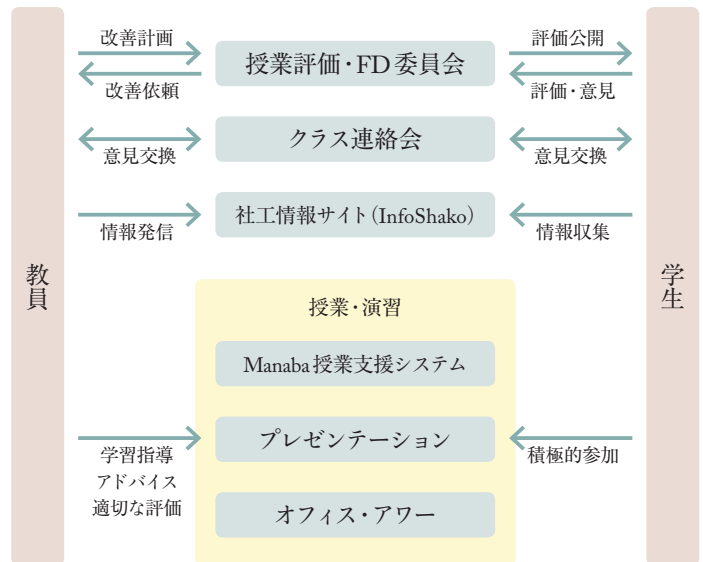 改善計画
授業評価・FD委員会
評価公開
改善依頼
評価・意見
クラス連絡会
意見交換
意見交換
社工情報サイト（InfoShako）
情報発信
情報収集
教員
学生
授業・演習
Manaba授業支援システム
プレゼンテーション
学習指導
アドバイス
適切な評価
積極的参加
オフィス・アワー